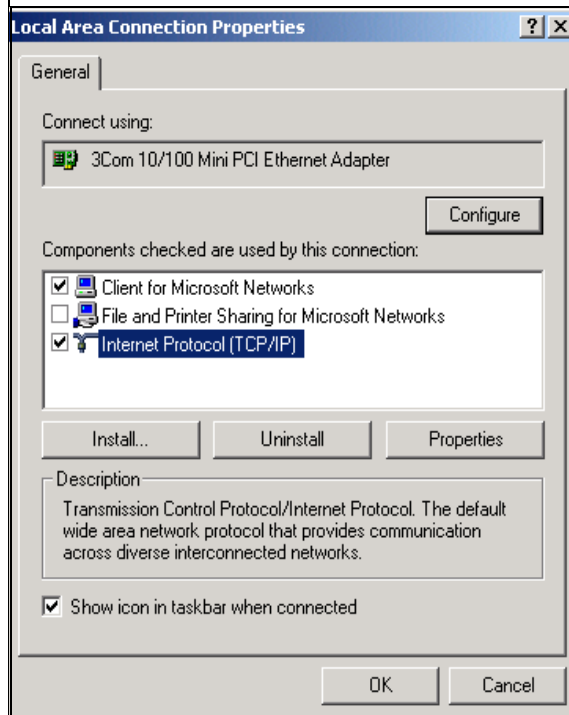 Local Area Connection Properties
General
Connect using:
3Com 10/100 Mini PCI Ethernet Adapter
Configure
Components checked are used by this connection:
Client for Microsoft Networks
File and Printer Sharing for Microsoft Networks
Internet Protocol (TCP/IP)
Install...
Uninstall
Properties
Description
Transmission Control Protocol/Internet Protocol. The default
wide area network protocol that provides communication
across diverse interconnected networks.
Show icon in taskbar when connected
OK
Cancel